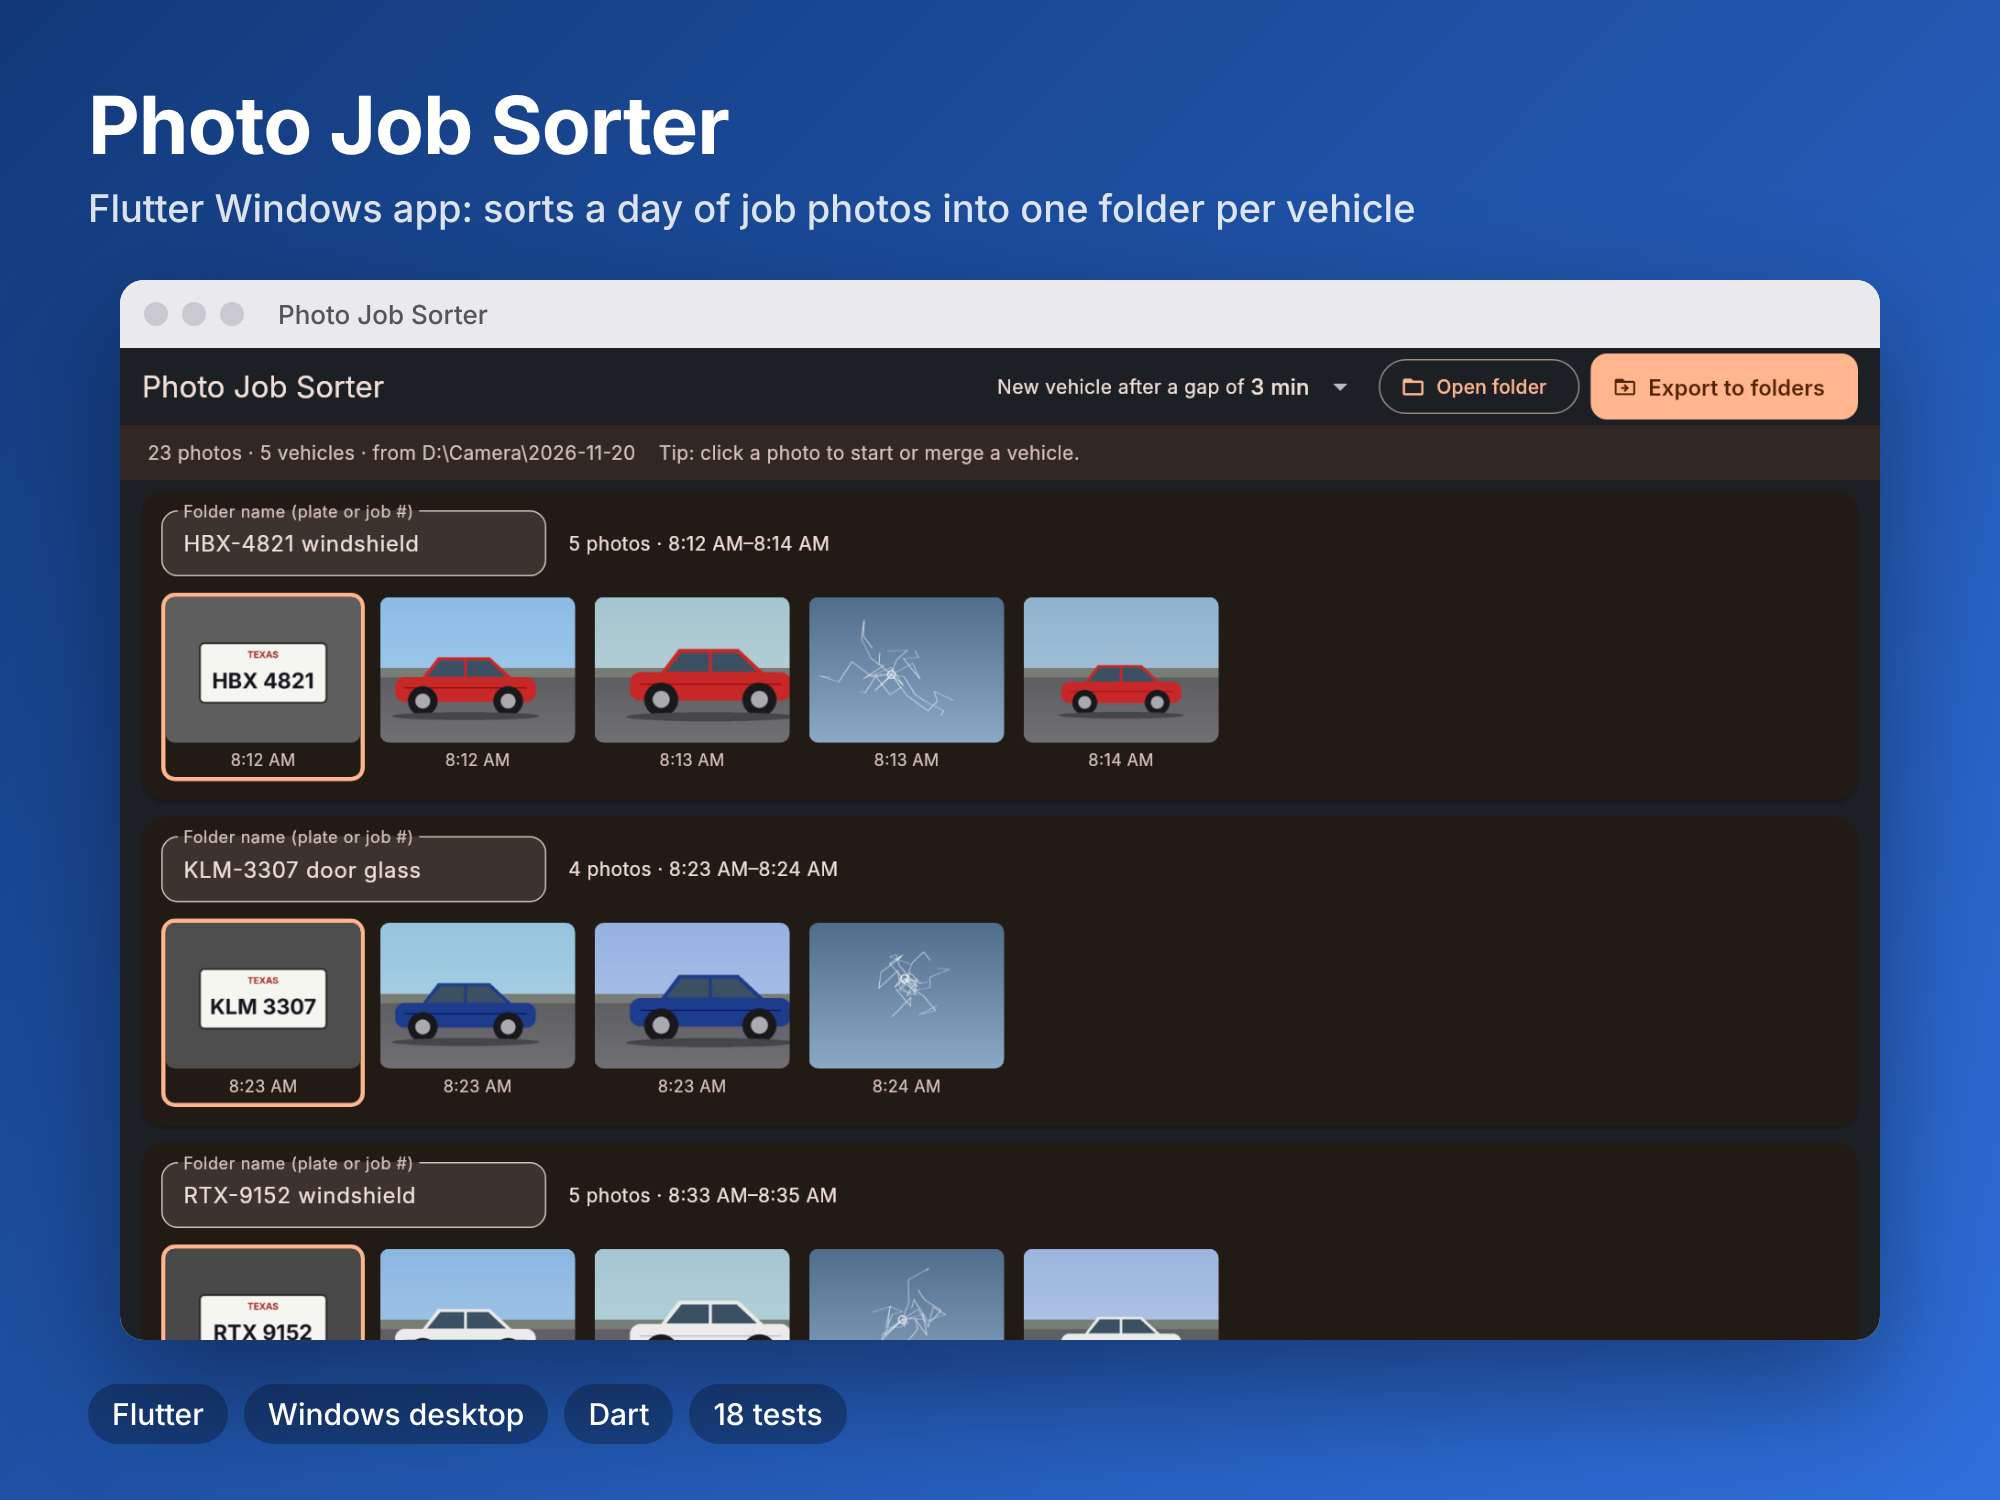 Photo Job Sorter
Flutter Windows app: sorts a day of job photos into one folder per vehicle
Photo Job Sorter
Photo Job Sorter
New vehicle after a gap of 3 min
Open folder
Export to folders
23 photos · 5 vehicles · from D:\Camera\2026-11-20
Tip: click a photo to start or merge a vehicle.
Folder name (plate or job #)
HBX-4821 windshield
5 photos · 8:12 AM–8:14 AM
TEXAS
HBX 4821
8:12 AM
8:12 AM
8:13 AM
8:13 AM
8:14 AM
Folder name (plate or job #)
KLM-3307 door glass
4 photos · 8:23 AM–8:24 AM
TEXAS
KLM 3307
8:23 AM
8:23 AM
8:23 AM
8:24 AM
Folder name (plate or job #)
RTX-9152 windshield
5 photos · 8:33 AM–8:35 AM
TEXAS
RTX 9152
Flutter
Windows desktop
Dart
18 tests